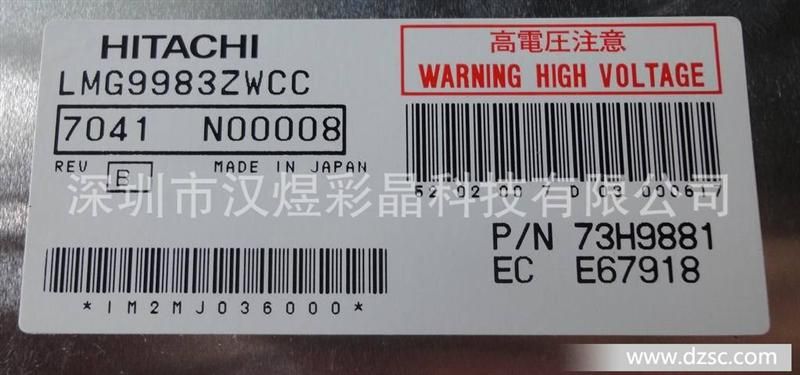 HITACHI
LMG9983ZWCC
7041 N00008
REV B MADE IN JAPAN
高電圧注意
WARNING HIGH VOLTAGE
深圳市汉煜彩晶科技有限公司
P/N 73H9881
EC E67918
*IM2MJ036000*
www.dzsc.com